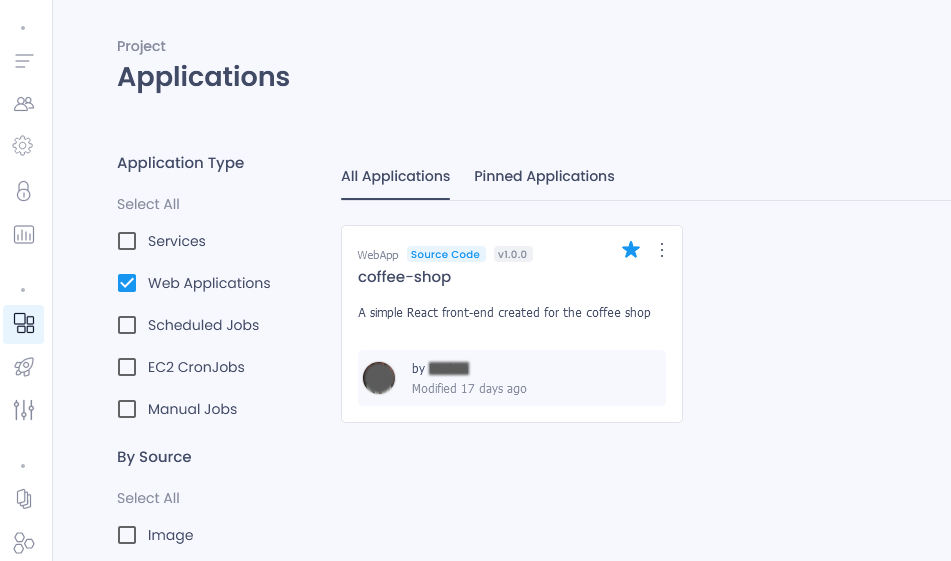 Project
Applications
Application Type
Select All
Services
Web Applications
Scheduled Jobs
EC2 CronJobs
Manual Jobs
By Source
Select All
Image
All Applications Pinned Applications
WebApp Source Code v1.0.0
coffee-shop
A simple React front-end created for the coffee shop
by
Modified 17 days ago